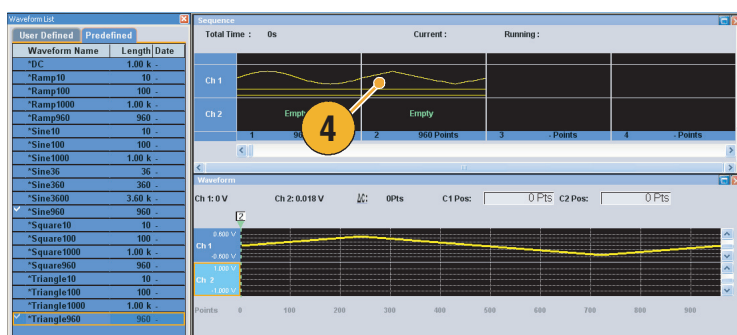 Waveform List
User Defined Predefined
Waveform Name Length Date
*DC 1.00 k -
*Ramp10 10 -
*Ramp100 100 -
*Ramp1000 1.00 k -
*Ramp960 960 -
*Sine10 10 -
*Sine100 100 -
*Sine1000 1.00 k -
*Sine36 36 -
*Sine360 360 -
*Sine3600 3.60 k -
*Sine960 960 -
*Square10 10 -
*Square100 100 -
*Square1000 1.00 k -
*Square960 960 -
*Triangle10 10 -
*Triangle100 100 -
*Triangle1000 1.00 k -
*Triangle960 960 -
Sequence
Total Time : 0s Current : Running :
Ch 1
Ch 2 Empty
4
1 2 960 Points 3 - Points 4 - Points
Waveform
Ch 1: 0 V Ch 2: 0.018 V 0Pts C1 Pos: 0 Pts C2 Pos: 0 Pts
2
0.600 V
Ch 1
-0.600 V
1.000 V
Ch 2
-1.000 V
Points 0 100 200 300 400 500 600 700 800 900